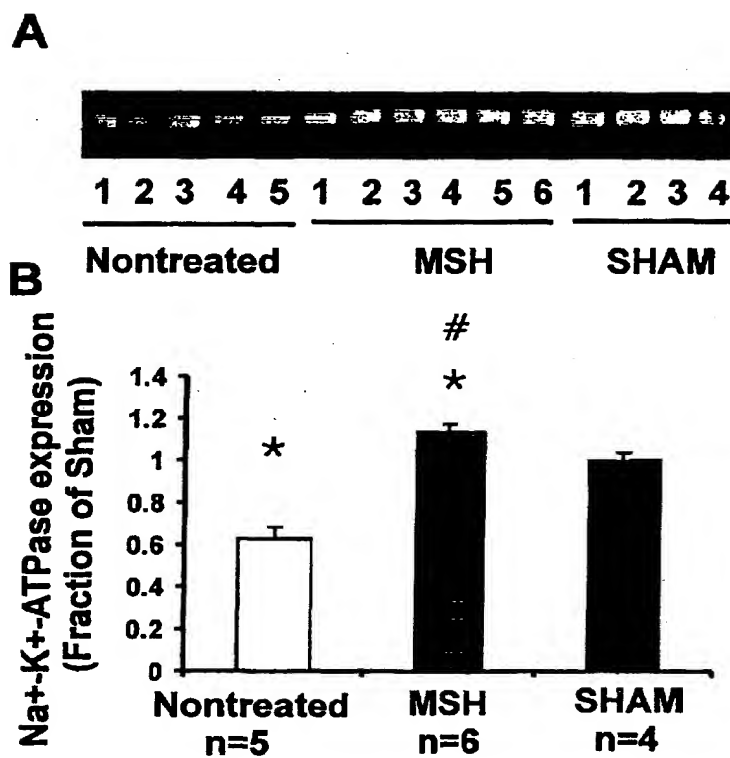 A
1 2 3 4 5 1 2 3 4 5 6 1 2 3 4
Nontreated MSH SHAM
B
Na+-K+-ATPase expression
(Fraction of Sham)
1.4
1.2
1
0.8
0.6
0.4
0.2
0
*
#
*
Nontreated MSH SHAM
n=5 n=6 n=4